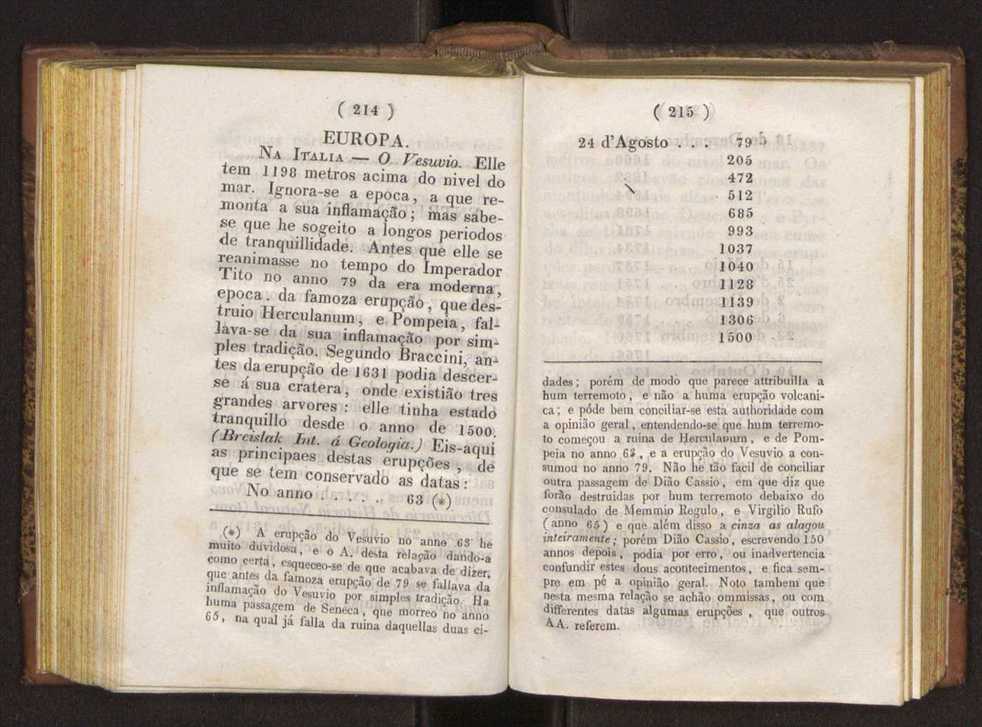 ( 214 )
EUROPA.
NA ITALIA — O Vesuvio. Elle
tem 1198 metros acima do nivel do
mar. Ignora-se a epoca, a que re-
monta a sua inflamação; mas sabe-
se que he sogeito a longos periodos
de tranquillidade. Antes que elle se
reanimasse no tempo do Imperador
Tito no anno 79 da era moderna,
epoca. da famoza erupção, que des-
truio Herculanum, e Pompeia, fal-
lava-se da sua inflamação por sim-
ples tradição. Segundo Braccini, an-
tes da erupção de 1631 podia descer-
se á sua cratera, onde existião tres
grandes arvores: elle tinha estado
tranquillo desde o anno de 1500.
(Breislak Int. á Geologia.) Eis-aqui
as principaes destas erupções, de
que se tem conservado as datas:
No anno . . . . . 63 (*)
(*) A erupção do Vesuvio no anno 63 he
muito duvidosa, e o A. desta relação dando-a
como certa, esqueceo-se de que acabava de dizer,
que antes da famoza erupção de 79 se fallava da
inflamação do Vesuvio por simples tradição. Ha
huma passagem de Seneca, que morreo no anno
65, na qual já falla da ruina daquellas duas ci-
( 215 )
24 d'Agosto . . . 79
205
472
512
685
993
1037
1040
1128
1139
1306
1500
dades; porém de modo que parece attribuilla a
hum terremoto, e não a huma erupção volcani-
ca; e póde bem conciliar-se esta authoridade com
a opinião geral, entendendo-se que hum terremo-
to começou a ruina de Herculanum, e de Pom-
peia no anno 63, e a erupção do Vesuvio a con-
sumou no anno 79. Não he tão facil de conciliar
outra passagem de Dião Cassio, em que diz que
forão destruidas por hum terremoto debaixo do
consulado de Memmio Regulo, e Virgilio Rufo
(anno 65) e que além disso a cinza as alagou
inteiramente; porém Dião Cassio, escrevendo 150
annos depois, podia por erro, ou inadvertencia
confundir estes dous acontecimentos, e fica sem-
pre em pé a opinião geral. Noto tambem que
nesta mesma relação se achão ommissas, ou com
differentes datas algumas erupções, que outros
AA. referem.